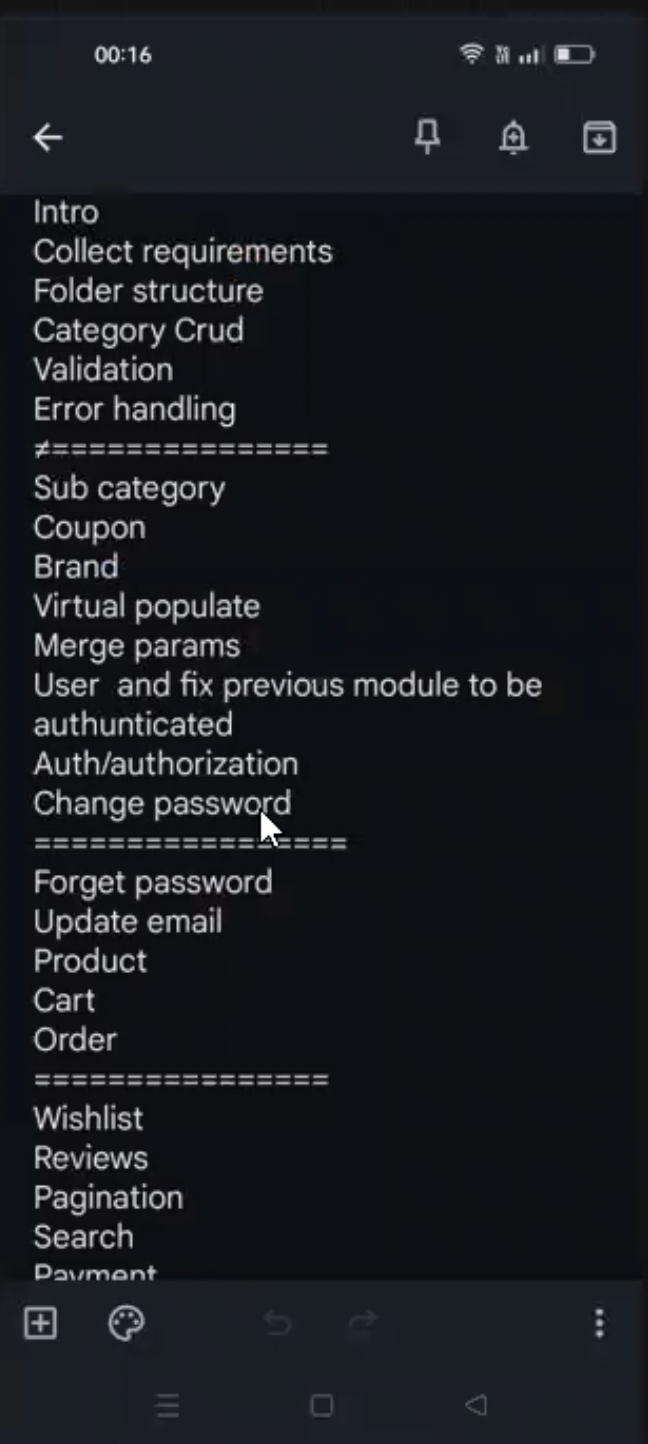 00:16
Intro
Collect requirements
Folder structure
Category Crud
Validation
Error handling
≠===============
Sub category
Coupon
Brand
Virtual populate
Merge params
User  and fix previous module to be
authunticated
Auth/authorization
Change password
=================
Forget password
Update email
Product
Cart
Order
================
Wishlist
Reviews
Pagination
Search
Payment